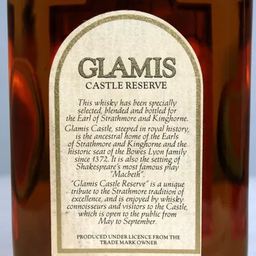 GLAMIS
CASTLE RESERVE
This whisky has been specially
selected, blended and bottled for
the Earl of Strathmore and Kinghorne.
Glamis Castle, steeped in royal history,
is the ancestral home of the Earls
of Strathmore and Kinghorne and the
historic seat of the Bowes Lyon family
since 1372. It is also the setting of
Shakespeare's most famous play
"Macbeth".
"Glamis Castle Reserve" is a unique
tribute to the Strathmore tradition of
excellence, and is enjoyed by whisky
connoisseurs and visitors to the Castle,
which is open to the public from
May to September.
PRODUCED UNDER LICENCE FROM THE
TRADE MARK OWNER